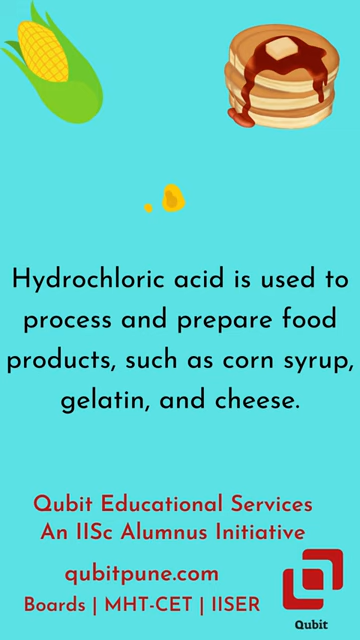 Hydrochloric acid is used to
process and prepare food
products, such as corn syrup,
gelatin, and cheese.
Qubit Educational Services
An IISc Alumnus Initiative
qubitpune.com
Boards | MHT-CET | IISER
Qubit